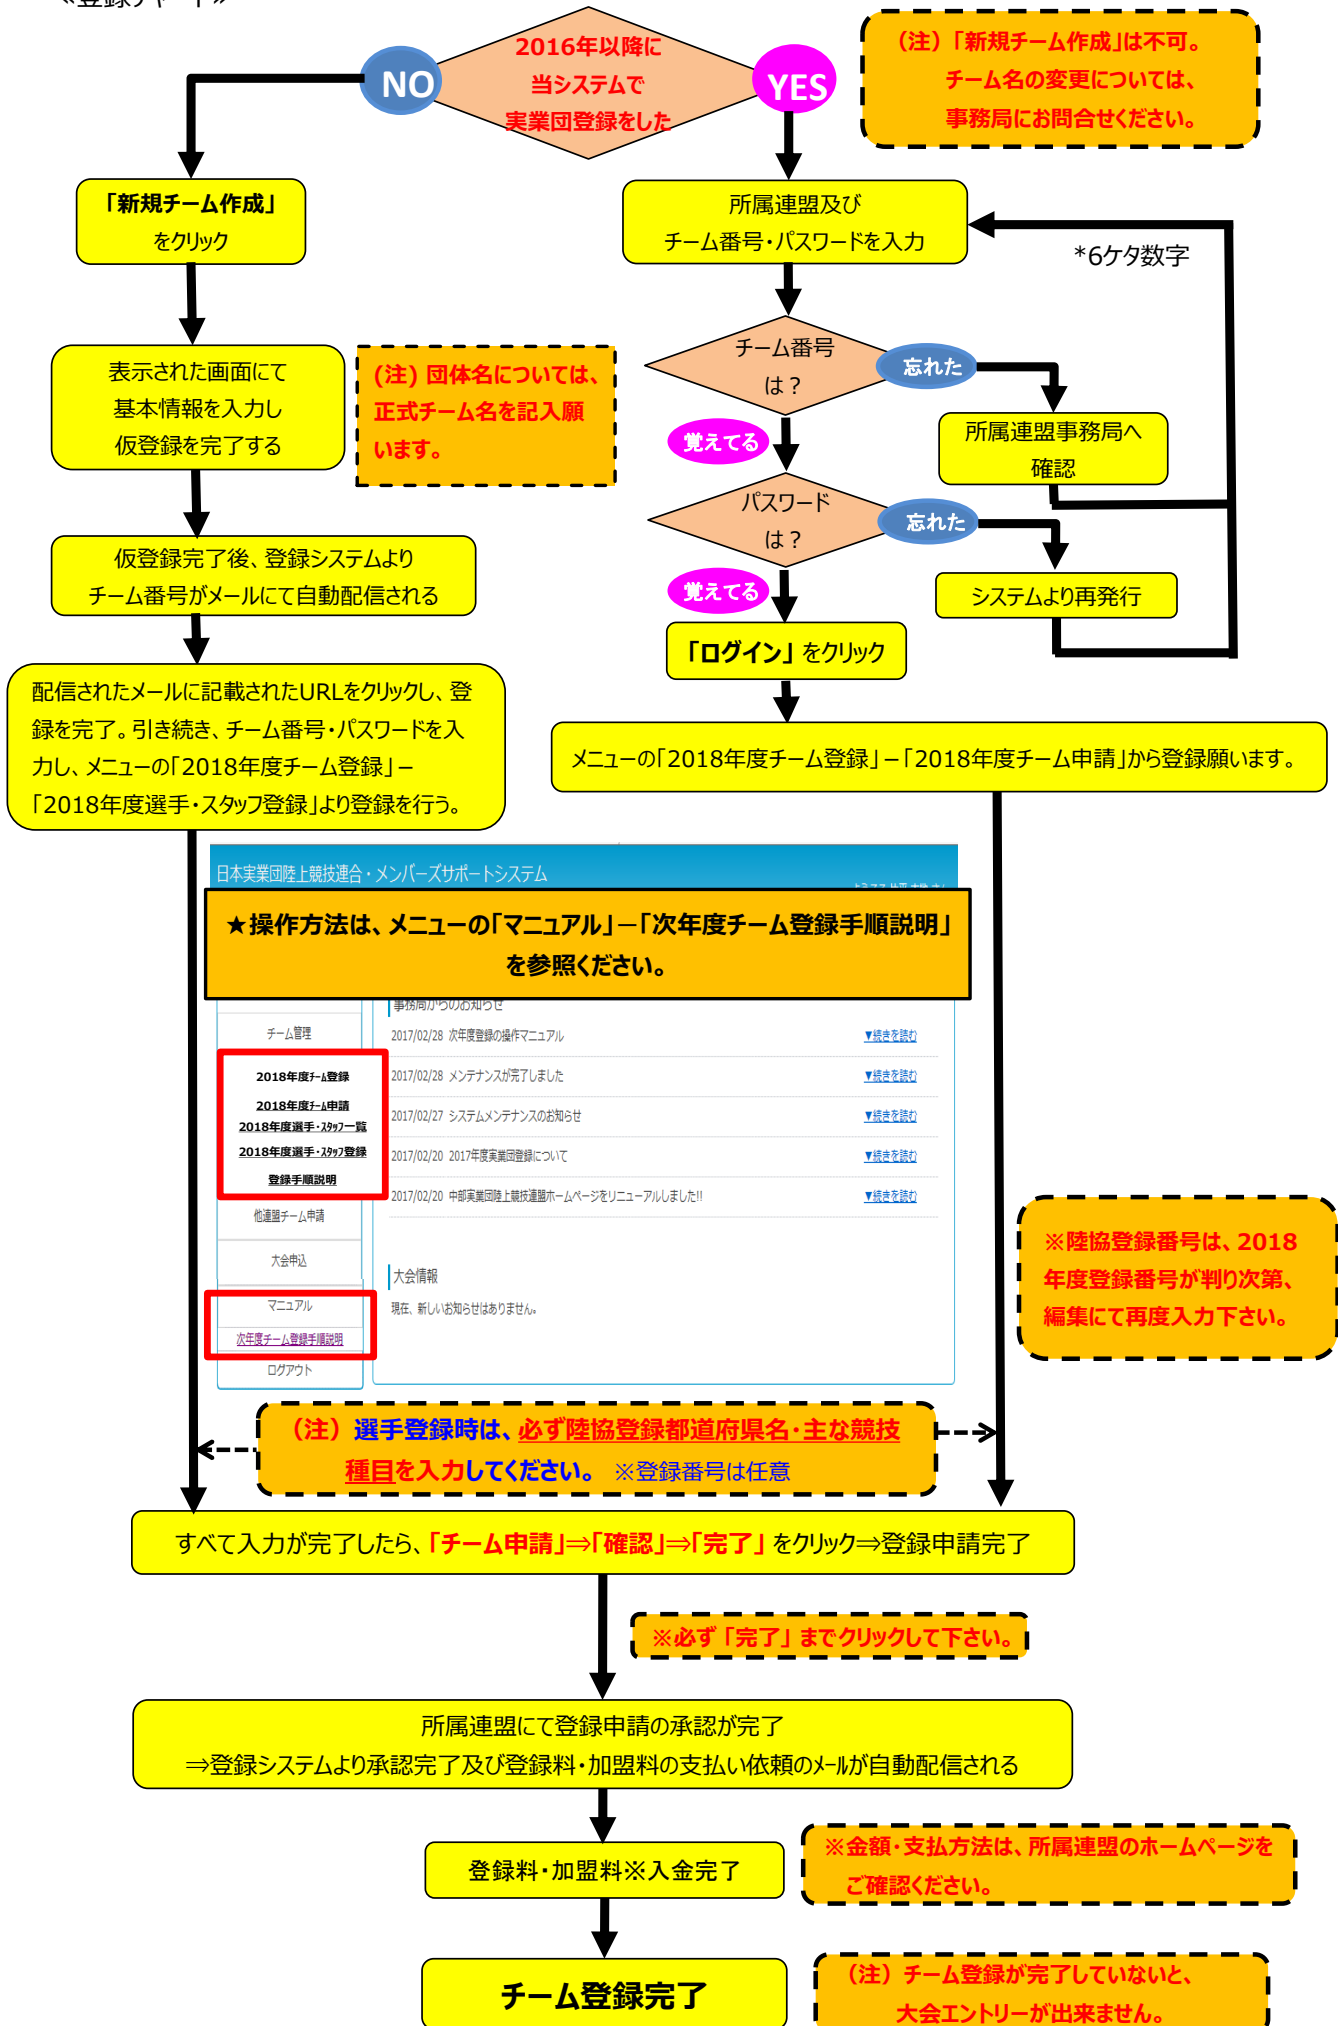 ≪登録チャート≫
2016年以降に
当システムで
実業団登録をした
NO
YES
（注）「新規チーム作成」は不可。
チーム名の変更については、
事務局にお問合せください。
「新規チーム作成」
をクリック
所属連盟及び
チーム番号・パスワードを入力
*6ケタ数字
表示された画面にて
基本情報を入力し
仮登録を完了する
(注) 団体名については、
正式チーム名を記入願
います。
チーム番号
は？
忘れた
覚えてる
所属連盟事務局へ
確認
パスワード
は？
忘れた
覚えてる
システムより再発行
仮登録完了後、登録システムより
チーム番号がメールにて自動配信される
「ログイン」をクリック
配信されたメールに記載されたURLをクリックし、登
録を完了。引き続き、チーム番号・パスワードを入
力し、メニューの「2018年度チーム登録」－
「2018年度選手・スタッフ登録」より登録を行う。
メニューの「2018年度チーム登録」－「2018年度チーム申請」から登録願います。
日本実業団陸上競技連合・メンバーズサポートシステム
★操作方法は、メニューの「マニュアル」－「次年度チーム登録手順説明」
を参照ください。
事務局からのお知らせ
チーム管理
2018年度ﾁｰﾑ登録
2018年度ﾁｰﾑ申請
2018年度選手・ｽﾀｯﾌ一覧
2018年度選手・ｽﾀｯﾌ登録
登録手順説明
他連盟チーム申請
大会申込
マニュアル
次年度チーム登録手順説明
ログアウト
2017/02/28 次年度登録の操作マニュアル ▼続きを読む
2017/02/28 メンテナンスが完了しました ▼続きを読む
2017/02/27 システムメンテナンスのお知らせ ▼続きを読む
2017/02/20 2017年度実業団登録について ▼続きを読む
2017/02/20 中部実業団陸上競技連盟ホームページをリニューアルしました!! ▼続きを読む
大会情報
現在、新しいお知らせはありません。
※陸協登録番号は、2018
年度登録番号が判り次第、
編集にて再度入力下さい。
（注）選手登録時は、必ず陸協登録都道府県名・主な競技
種目を入力してください。 ※登録番号は任意
すべて入力が完了したら、「チーム申請」⇒「確認」⇒「完了」をクリック⇒登録申請完了
※必ず「完了」までクリックして下さい。
所属連盟にて登録申請の承認が完了
⇒登録システムより承認完了及び登録料・加盟料の支払い依頼のﾒｰﾙが自動配信される
登録料・加盟料※入金完了
※金額・支払方法は、所属連盟のホームページを
ご確認ください。
チーム登録完了
（注）チーム登録が完了していないと、
大会エントリーが出来ません。